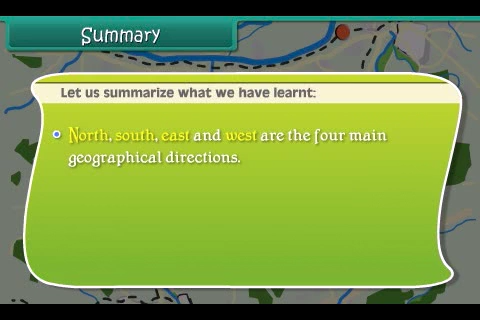 Summary
Let us summarize what we have learnt:
North, south, east and west are the four main
geographical directions.